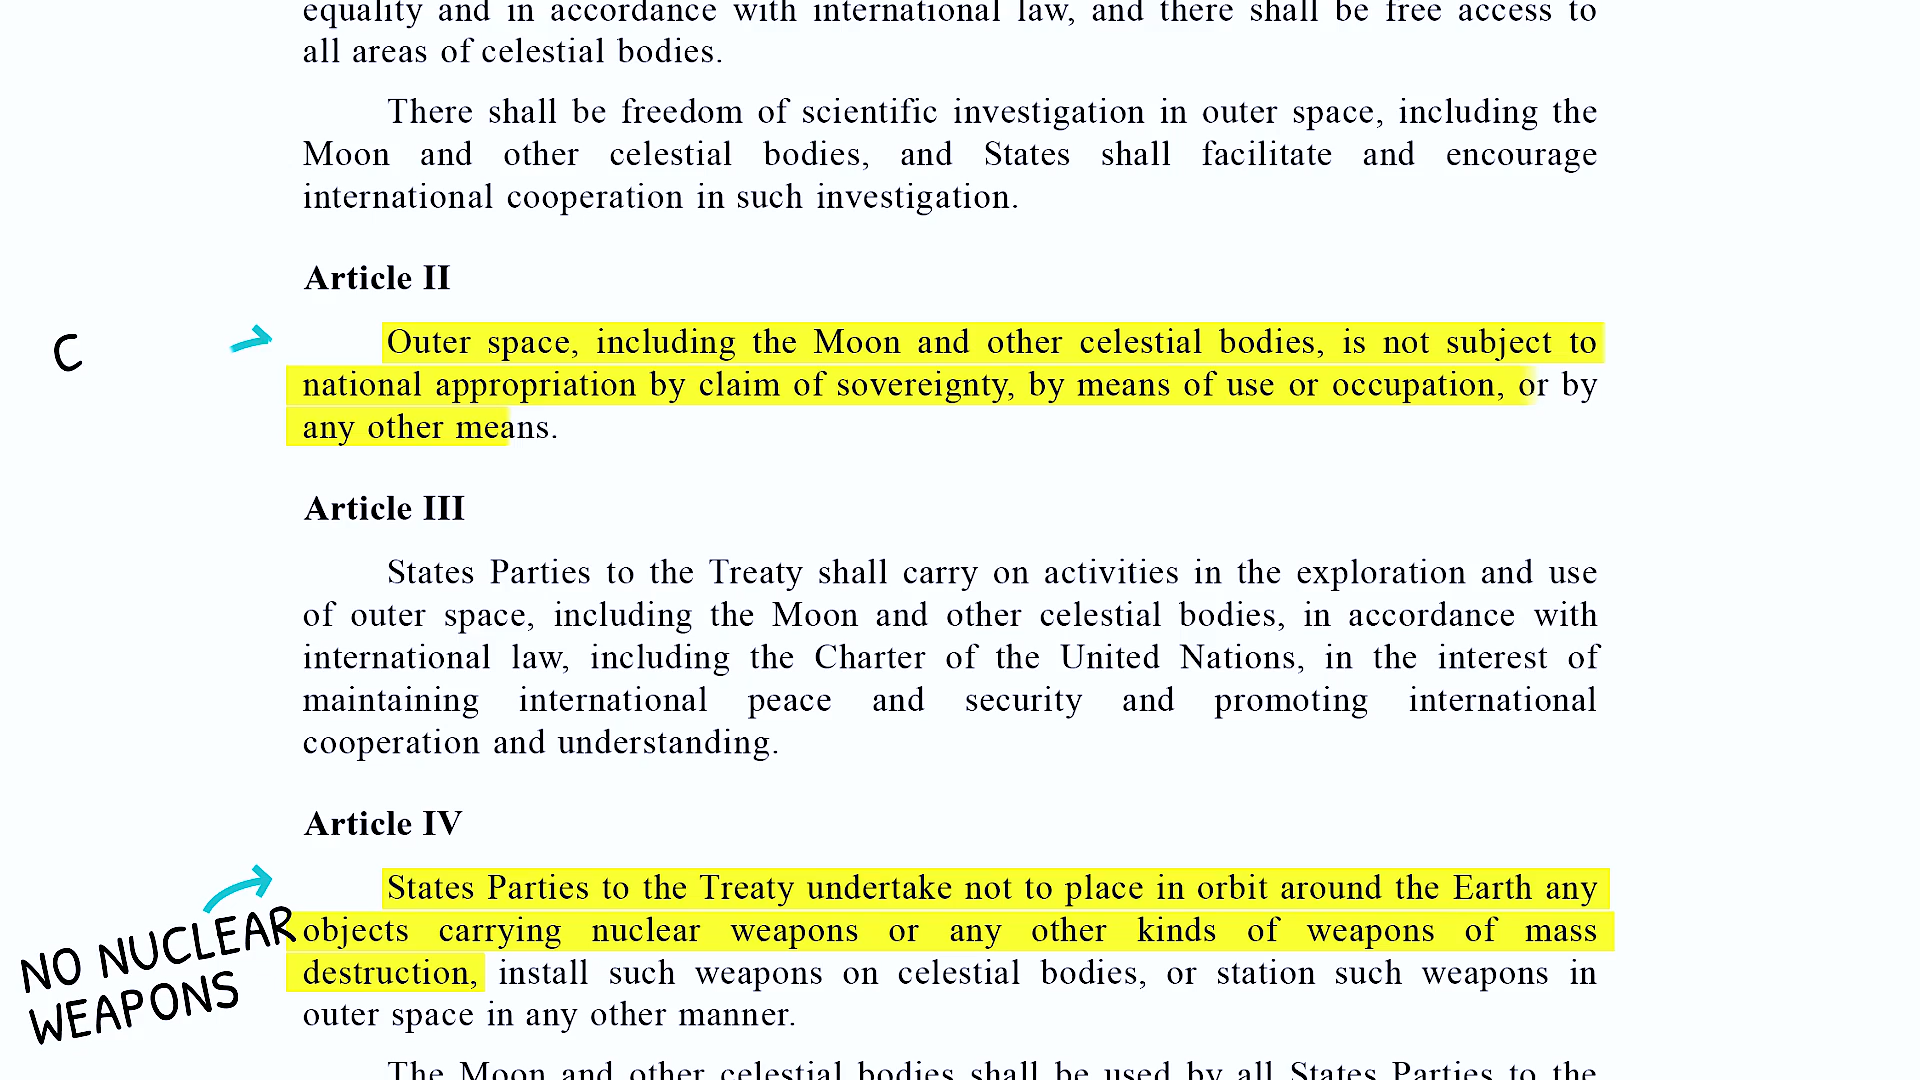 equality and in accordance with international law, and there shall be free access to
all areas of celestial bodies.
There shall be freedom of scientific investigation in outer space, including the
Moon and other celestial bodies, and States shall facilitate and encourage
international cooperation in such investigation.
Article II
C
Outer space, including the Moon and other celestial bodies, is not subject to
national appropriation by claim of sovereignty, by means of use or occupation, or by
any other means.
Article III
States Parties to the Treaty shall carry on activities in the exploration and use
of outer space, including the Moon and other celestial bodies, in accordance with
international law, including the Charter of the United Nations, in the interest of
maintaining international peace and security and promoting international
cooperation and understanding.
Article IV
States Parties to the Treaty undertake not to place in orbit around the Earth any
objects carrying nuclear weapons or any other kinds of weapons of mass
destruction, install such weapons on celestial bodies, or station such weapons in
outer space in any other manner.
NO NUCLEAR
WEAPONS
The Moon and other celestial bodies shall be used by all States Parties to the